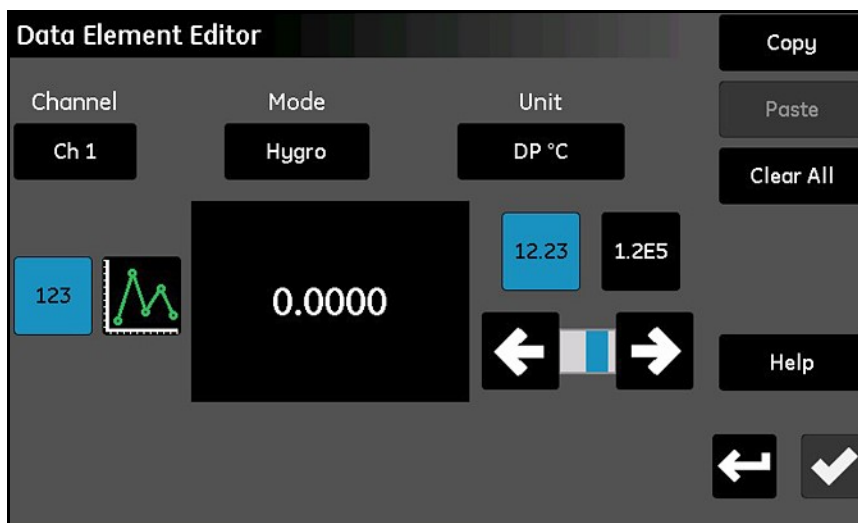 Data Element Editor
Copy
Channel
Mode
Unit
Paste
Ch 1
Hygro
DP °C
Clear All
12.23
1.2E5
123
0.0000
Help